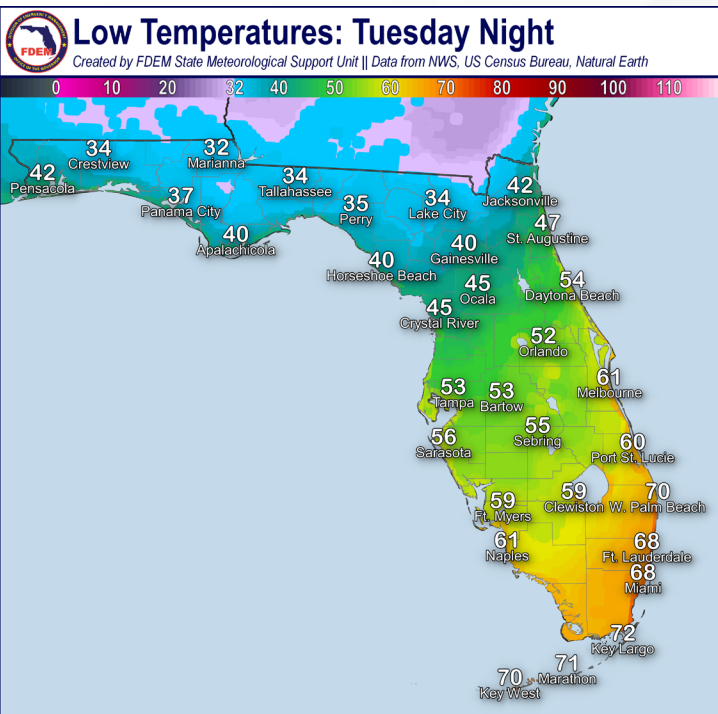 Low Temperatures: Tuesday Night
Created by FDEM State Meteorological Support Unit || Data from NWS, US Census Bureau, Natural Earth
FDEM
0 10 20 32 40 50 60 70 80 90 100 110
34
Crestview
32
Marianna
42
Pensacola
34
Tallahassee
37
Panama City
35
Perry
34
Lake City
42
Jacksonville
47
St. Augustine
40
Apalachicola
40
Gainesville
40
Horseshoe Beach
45
Ocala
54
Daytona Beach
45
Crystal River
52
Orlando
61
Melbourne
53
Tampa
53
Bartow
55
Sebring
56
Sarasota
60
Port St. Lucie
59
Ft. Myers
59
Clewiston
70
W. Palm Beach
61
Naples
68
Ft. Lauderdale
68
Miami
72
Key Largo
71
Marathon
70
Key West